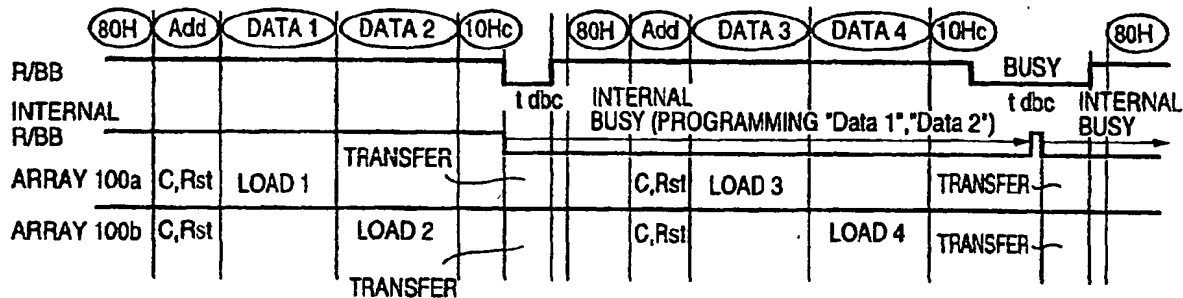 80H Add DATA 1 DATA 2 10Hc 80H Add DATA 3 DATA 4 10Hc 80H
R/BB BUSY
t dbc INTERNAL t dbc INTERNAL
INTERNAL BUSY (PROGRAMMING "Data 1","Data 2") BUSY
R/BB
TRANSFER
ARRAY 100a C,Rst LOAD 1 C,Rst LOAD 3 TRANSFER
ARRAY 100b C,Rst LOAD 2 C,Rst LOAD 4 TRANSFER
TRANSFER